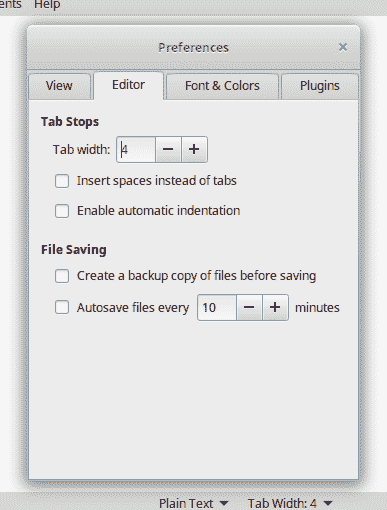 ents Help
Preferences
View Editor Font & Colors Plugins
Tab Stops
Tab width: 4
Insert spaces instead of tabs
Enable automatic indentation
File Saving
Create a backup copy of files before saving
Autosave files every 10 minutes
Plain Text Tab Width: 4